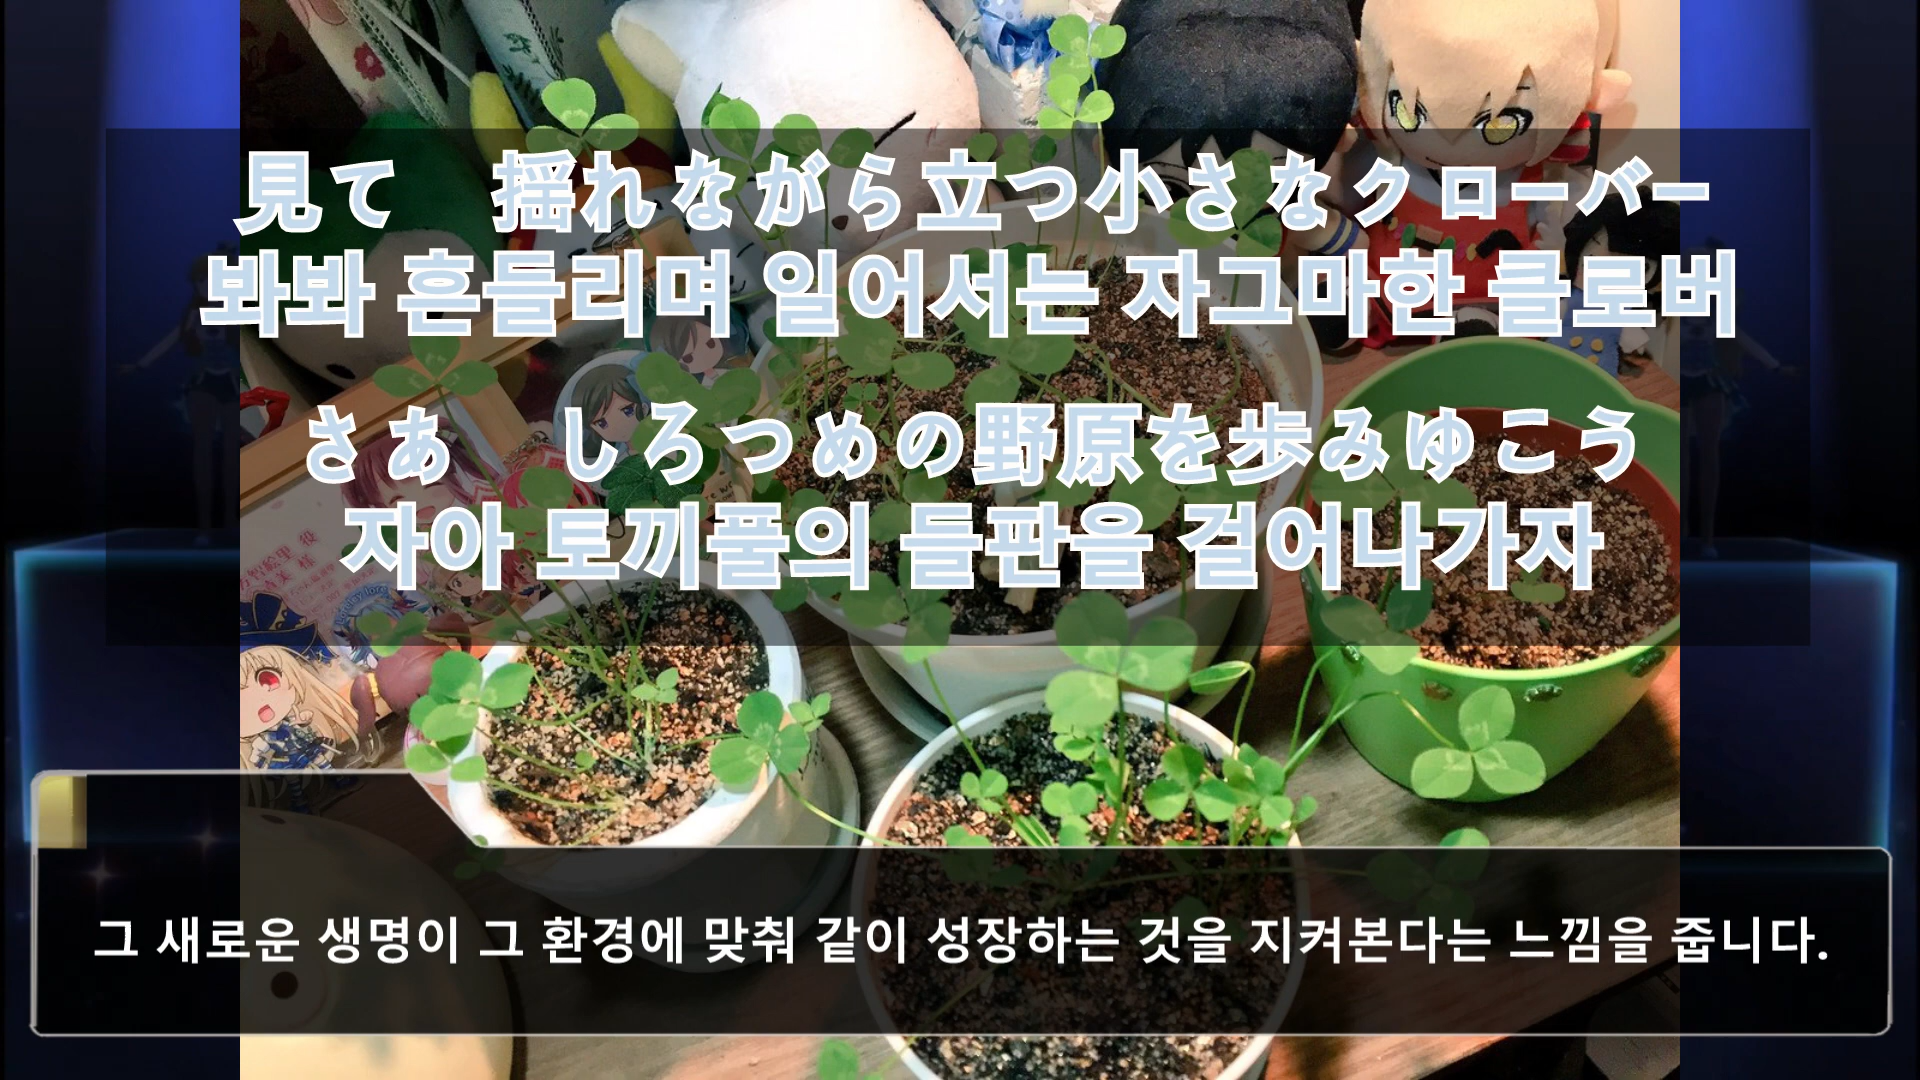 見て　揺れながら立つ小さなクローバー
봐봐 흔들리며 일어서는 자그마한 클로버
さあ　しろつめの野原を歩みゆこう
자아 토끼풀의 들판을 걸어나가자
그 새로운 생명이 그 환경에 맞춰 같이 성장하는 것을 지켜본다는 느낌을 줍니다.